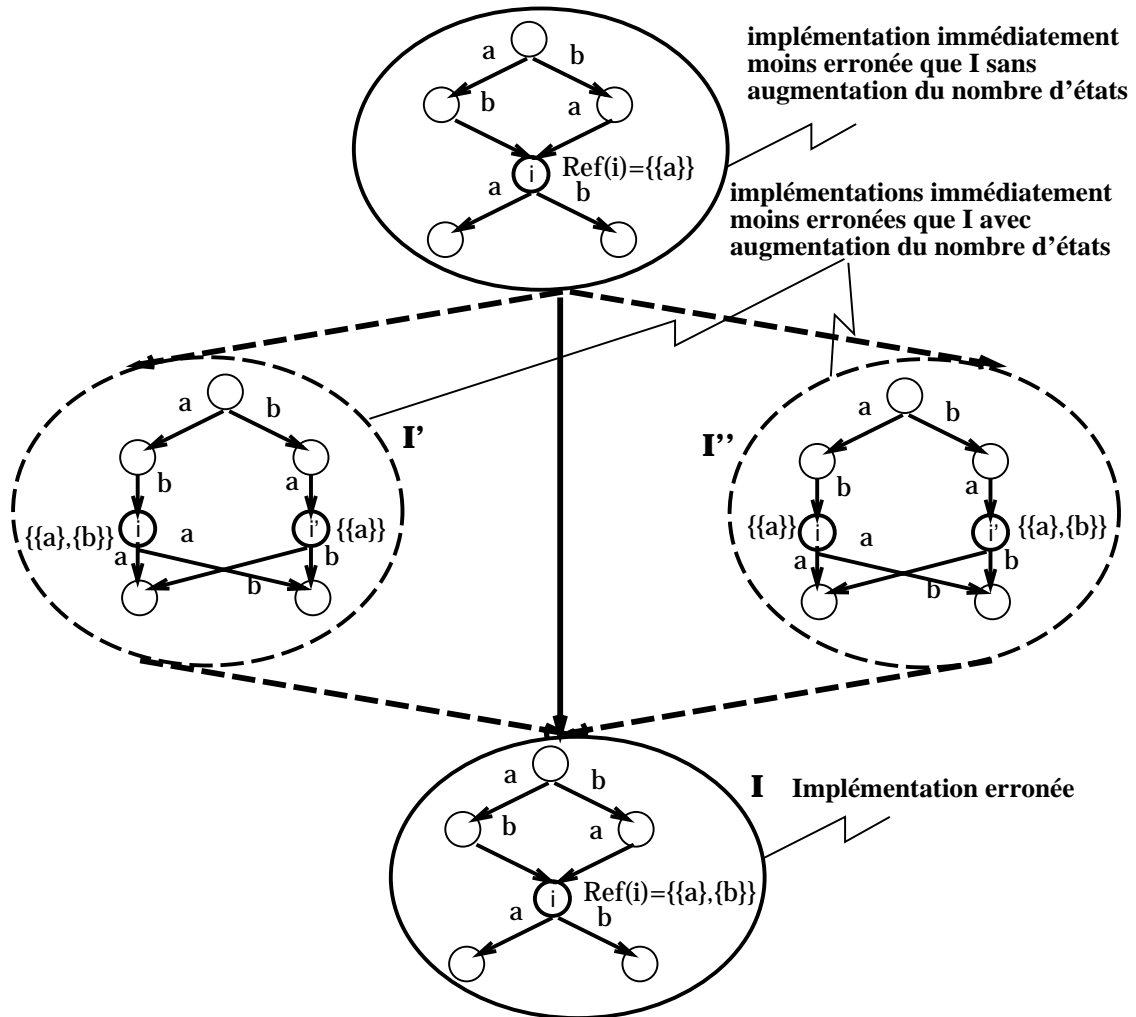 implémentation immédiatement
moins erronée que I sans
augmentation du nombre d'états
a
b
b
a
i
Ref(i)={{a}}
a
b
implémentations immédiatement
moins erronées que I avec
augmentation du nombre d'états
I'
a
b
b
a
{{a},{b}}
i
a
i'
{{a}}
a
b
b
I''
a
b
b
a
{{a}}
i
a
i'
{{a},{b}}
a
b
b
I Implémentation erronée
a
b
b
a
i
Ref(i)={{a},{b}}
a
b